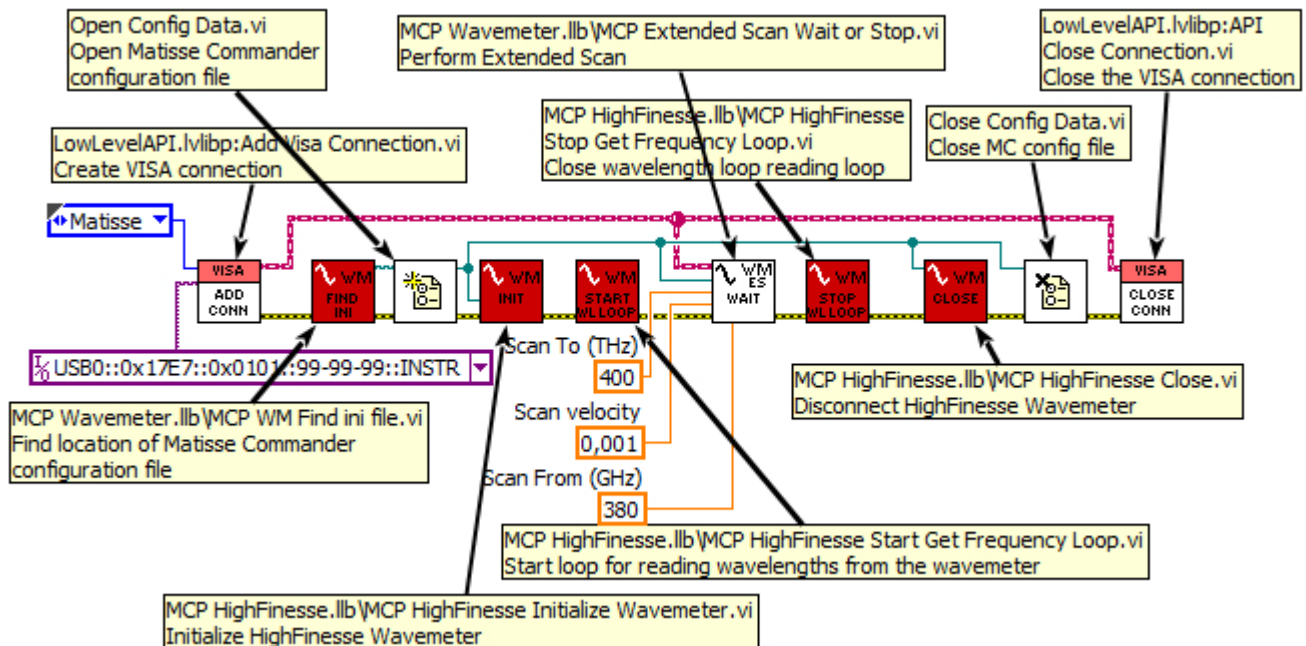 Open Config Data.vi
Open Matisse Commander
configuration file
MCP Wavemeter.llb\MCP Extended Scan Wait or Stop.vi
Perform Extended Scan
LowLevelAPI.lvlibp:API
Close Connection.vi
Close the VISA connection
LowLevelAPI.lvlibp:Add Visa Connection.vi
Create VISA connection
MCP HighFinesse.llb\MCP HighFinesse
Stop Get Frequency Loop.vi
Close wavelength loop reading loop
Close Config Data.vi
Close MC config file
Matisse
VISA
ADD
CONN
WM
FIND
INI
WM
INIT
WM
START
WL LOOP
WM
ES
WAIT
WM
STOP
WL LOOP
WM
CLOSE
VISA
CLOSE
CONN
USB0::0x17E7::0x0101::99-99-99::INSTR
Scan To (THz)
400
Scan velocity
0,001
Scan From (GHz)
380
MCP Wavemeter.llb\MCP WM Find ini file.vi
Find location of Matisse Commander
configuration file
MCP HighFinesse.llb\MCP HighFinesse Close.vi
Disconnect HighFinesse Wavemeter
MCP HighFinesse.llb\MCP HighFinesse Start Get Frequency Loop.vi
Start loop for reading wavelengths from the wavemeter
MCP HighFinesse.llb\MCP HighFinesse Initialize Wavemeter.vi
Initialize HighFinesse Wavemeter